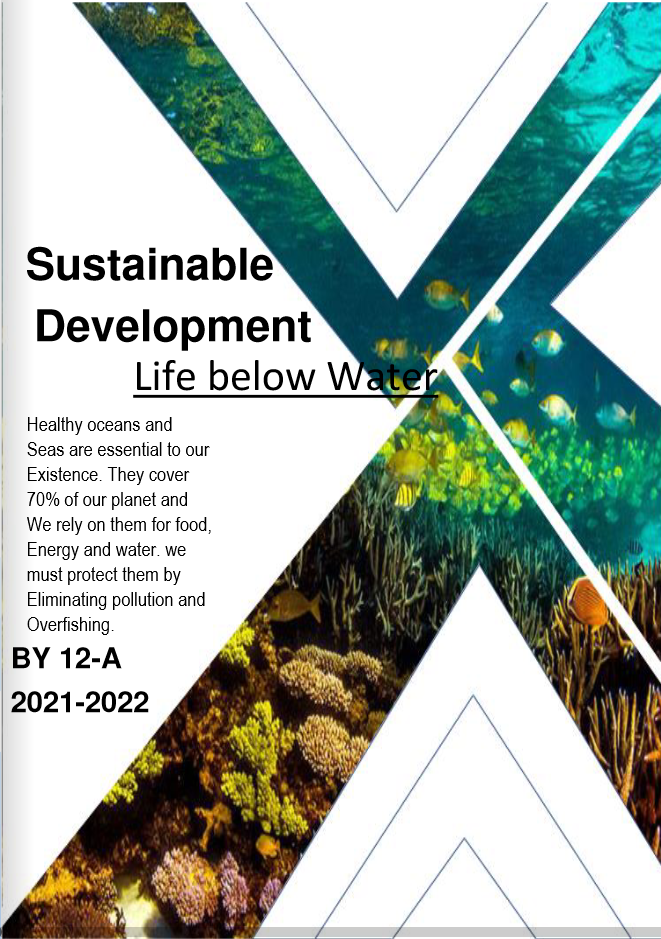 Sustainable
Development
Life below Water
Healthy oceans and
Seas are essential to our
Existence. They cover
70% of our planet and
We rely on them for food,
Energy and water. we
must protect them by
Eliminating pollution and
Overfishing.
BY 12-A
2021-2022